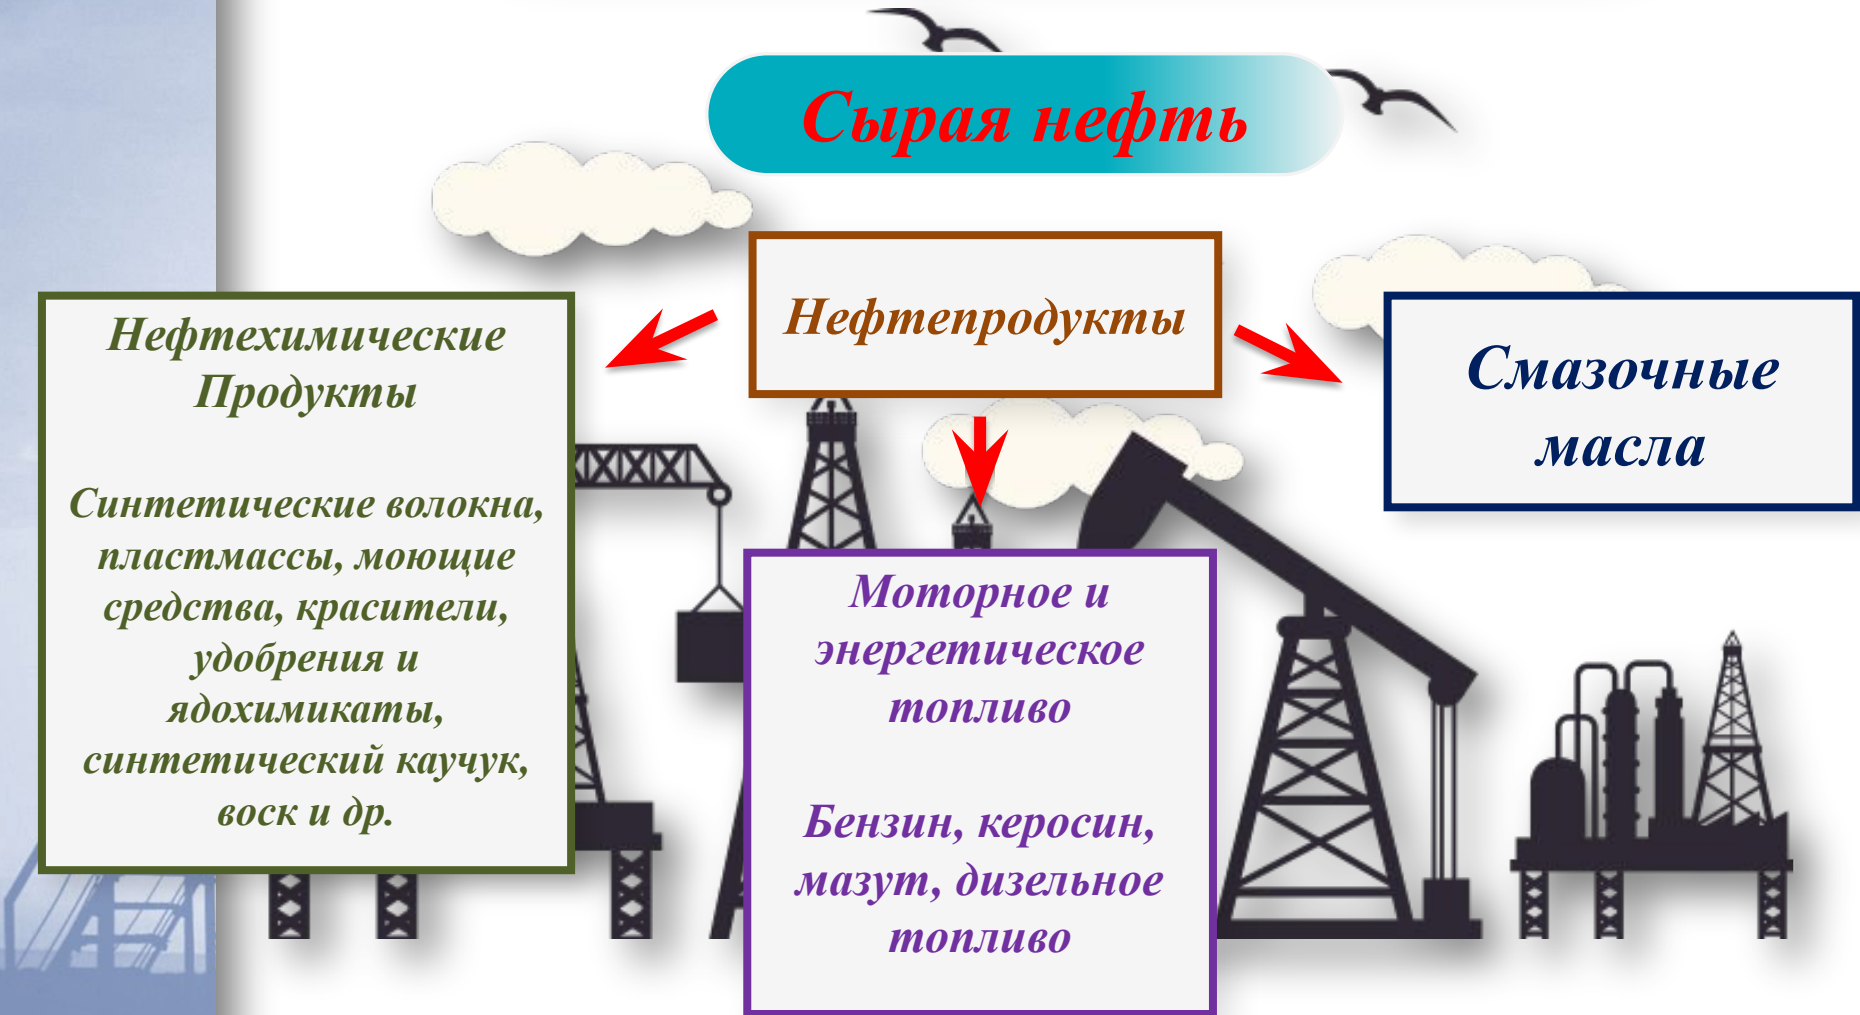 Сырая нефть
Нефтепродукты
Нефтехимические
Продукты
Синтетические волокна,
пластмассы, моющие
средства, красители,
удобрения и
ядохимикаты,
синтетический каучук,
воск и др.
Моторное и
энергетическое
топливо
Бензин, керосин,
мазут, дизельное
топливо
Смазочные
масла